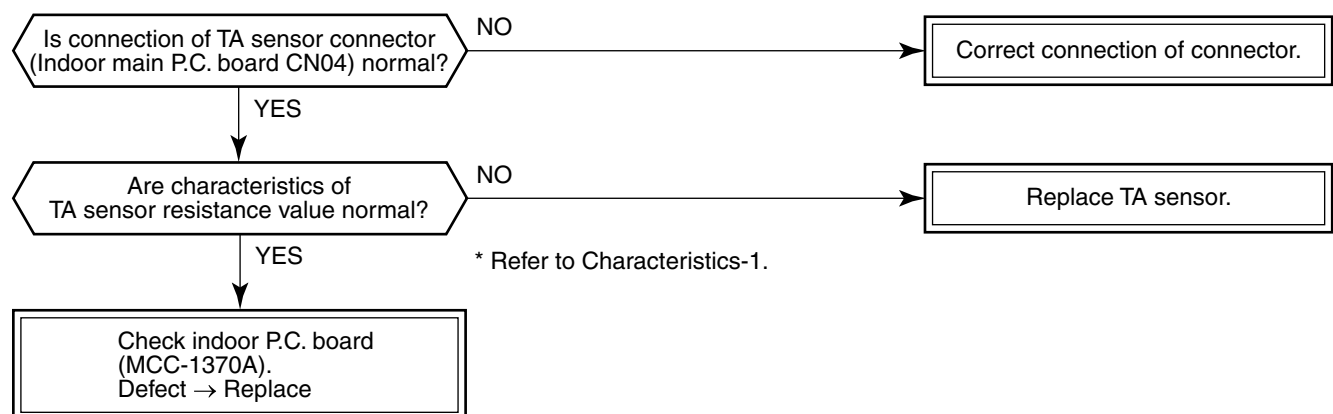 Is connection of TA sensor connector
(Indoor main P.C. board CN04) normal?
NO
Correct connection of connector.
YES
Are characteristics of
TA sensor resistance value normal?
NO
Replace TA sensor.
YES
* Refer to Characteristics-1.
Check indoor P.C. board
(MCC-1370A).
Defect → Replace